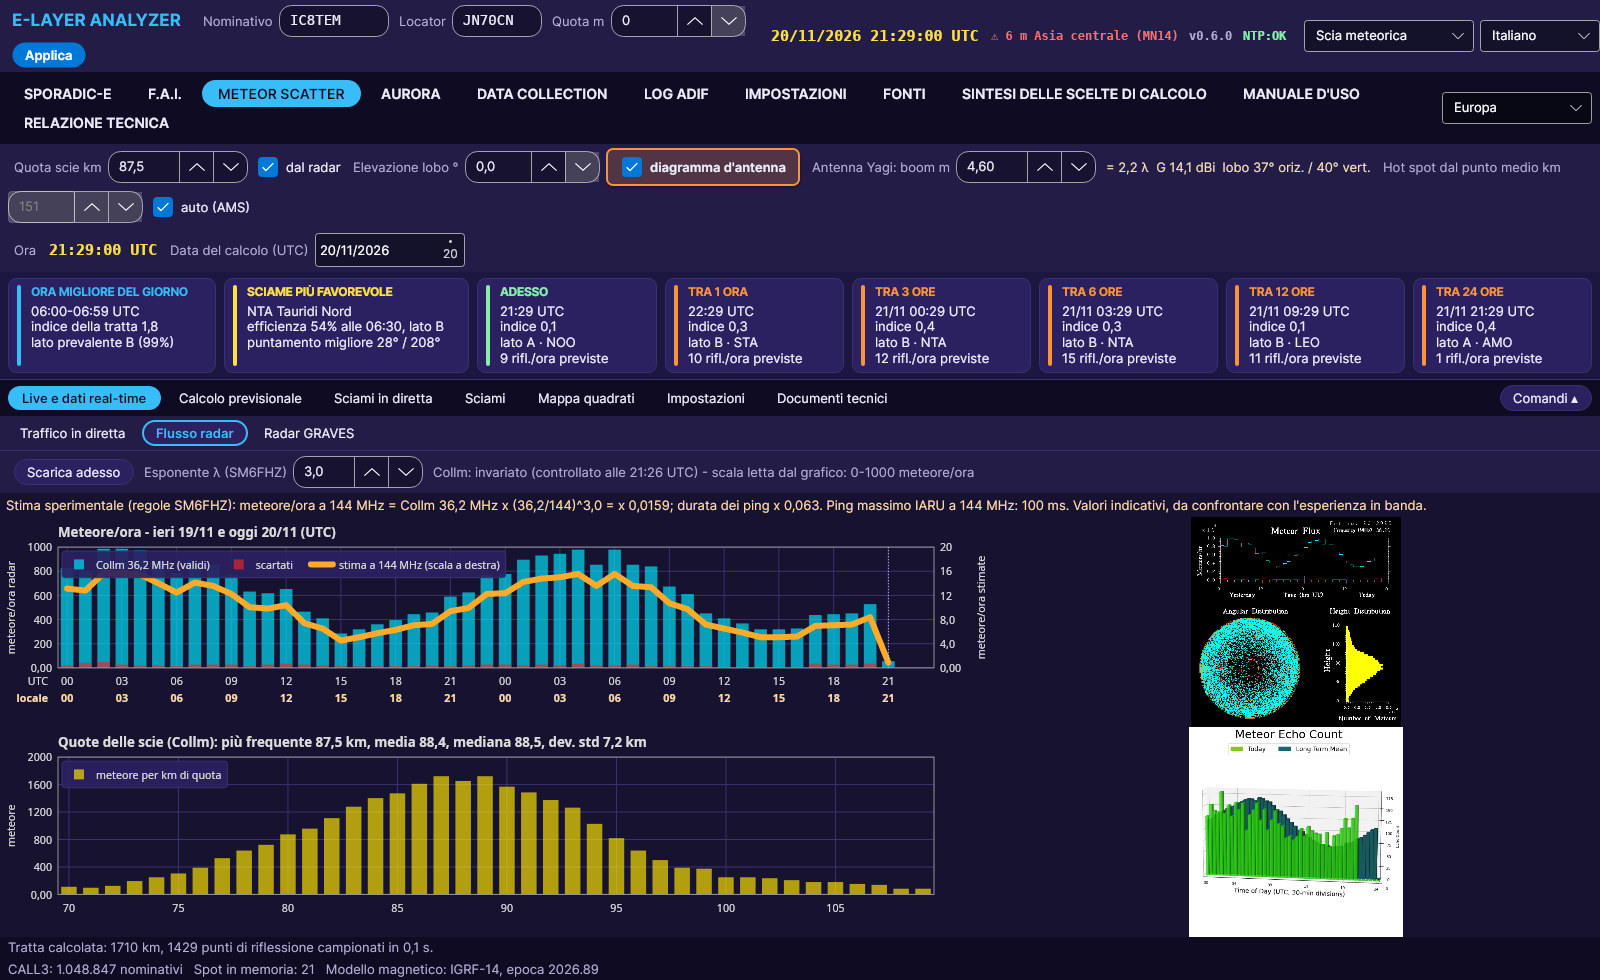 E-LAYER ANALYZER Nominativo IC8TEM Locator JN70CN Quota m 0
20/11/2026 21:29:00 UTC ⚠ 6 m Asia centrale (MN14) v0.6.0 NTP:OK Scia meteorica Italiano
Applica
SPORADIC-E F.A.I. METEOR SCATTER AURORA DATA COLLECTION LOG ADIF IMPOSTAZIONI FONTI SINTESI DELLE SCELTE DI CALCOLO MANUALE D'USO
RELAZIONE TECNICA
Europa
Quota scie km 87,5 dal radar Elevazione lobo ° 0,0 diagramma d'antenna Antenna Yagi: boom m 4,60 = 2,2 λ G 14,1 dBi lobo 37° oriz. / 40° vert. Hot spot dal punto medio km
151 auto (AMS)
Ora 21:29:00 UTC Data del calcolo (UTC) 20/11/2026 20
ORA MIGLIORE DEL GIORNO
06:00-06:59 UTC
indice della tratta 1,8
lato prevalente B (99%)
SCIAME PIÙ FAVOREVOLE
NTA Tauridi Nord
efficienza 54% alle 06:30, lato B
puntamento migliore 28° / 208°
ADESSO
21:29 UTC
indice 0,1
lato A · NOO
9 rifl./ora previste
TRA 1 ORA
22:29 UTC
indice 0,3
lato B · STA
10 rifl./ora previste
TRA 3 ORE
21/11 00:29 UTC
indice 0,4
lato B · NTA
12 rifl./ora previste
TRA 6 ORE
21/11 03:29 UTC
indice 0,3
lato B · NTA
15 rifl./ora previste
TRA 12 ORE
21/11 09:29 UTC
indice 0,1
lato B · LEO
11 rifl./ora previste
TRA 24 ORE
21/11 21:29 UTC
indice 0,4
lato A · AMO
1 rifl./ora previste
Live e dati real-time Calcolo previsionale Sciami in diretta Sciami Mappa quadrati Impostazioni Documenti tecnici Comandi ▴
Traffico in diretta Flusso radar Radar GRAVES
Scarica adesso Esponente λ (SM6FHZ) 3,0 Collm: invariato (controllato alle 21:26 UTC) - scala letta dal grafico: 0-1000 meteore/ora
Stima sperimentale (regole SM6FHZ): meteore/ora a 144 MHz = Collm 36,2 MHz x (36,2/144)^3,0 = x 0,0159; durata dei ping x 0,063. Ping massimo IARU a 144 MHz: 100 ms. Valori indicativi, da confrontare con l'esperienza in banda.
Meteore/ora - ieri 19/11 e oggi 20/11 (UTC)
Collm 36,2 MHz (validi) scartati stima a 144 MHz (scala a destra)
meteore/ora radar
1000
800
600
400
200
0,00
20
16
12
8,0
4,0
0,00
meteore/ora stimate
UTC 00 03 06 09 12 15 18 21 00 03 06 09 12 15 18 21
locale 00 03 06 09 12 15 18 21 00 03 06 09 12 15 18 21
Quote delle scie (Collm): più frequente 87,5 km, media 88,4, mediana 88,5, dev. std 7,2 km
meteore per km di quota
meteore
2000
1600
1200
800
400
0,00
70 75 80 85 90 95 100 105
Meteor Flux
Yesterday Time (hrs UT) Today
Angular Distribution Height Distribution
Height
Number of Meteors
Meteor Echo Count
Today Long Term Mean
Time of Day (UTC, 30-min divisions)
Tratta calcolata: 1710 km, 1429 punti di riflessione campionati in 0,1 s.
CALL3: 1.048.847 nominativi Spot in memoria: 21 Modello magnetico: IGRF-14, epoca 2026.89